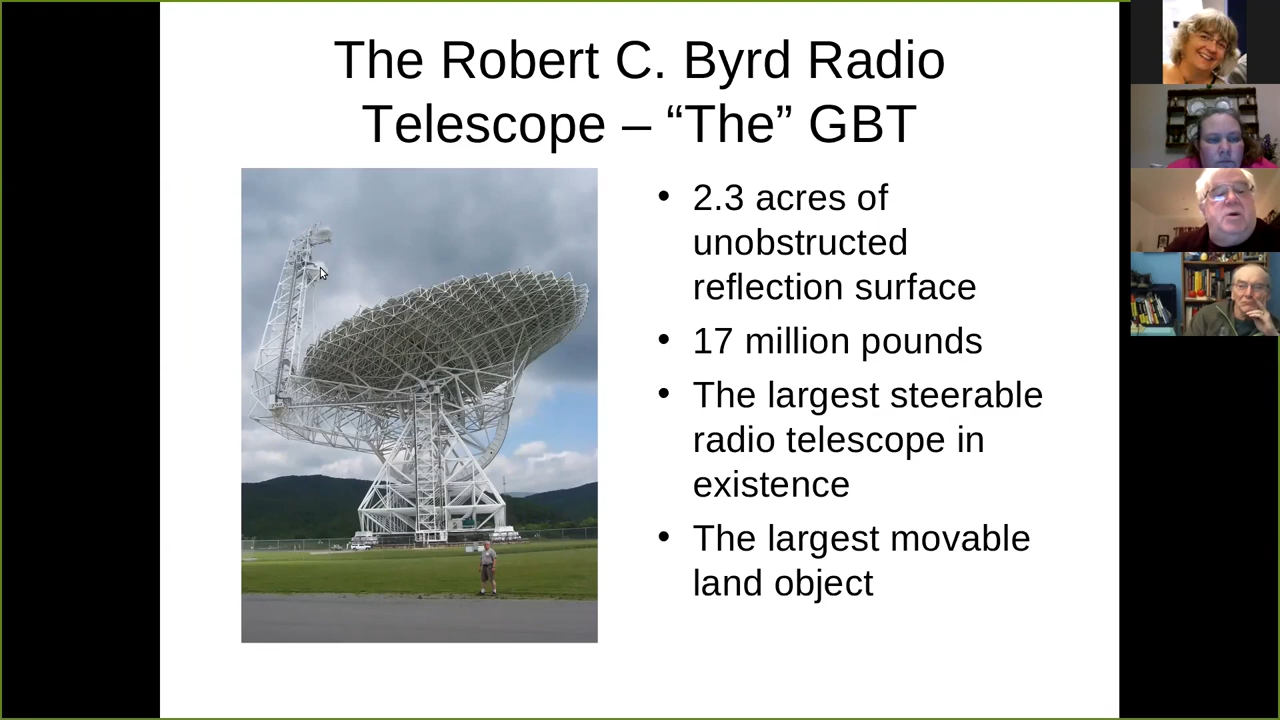 The Robert C. Byrd Radio
Telescope – “The” GBT
• 2.3 acres of
unobstructed
reflection surface
• 17 million pounds
• The largest steerable
radio telescope in
existence
• The largest movable
land object